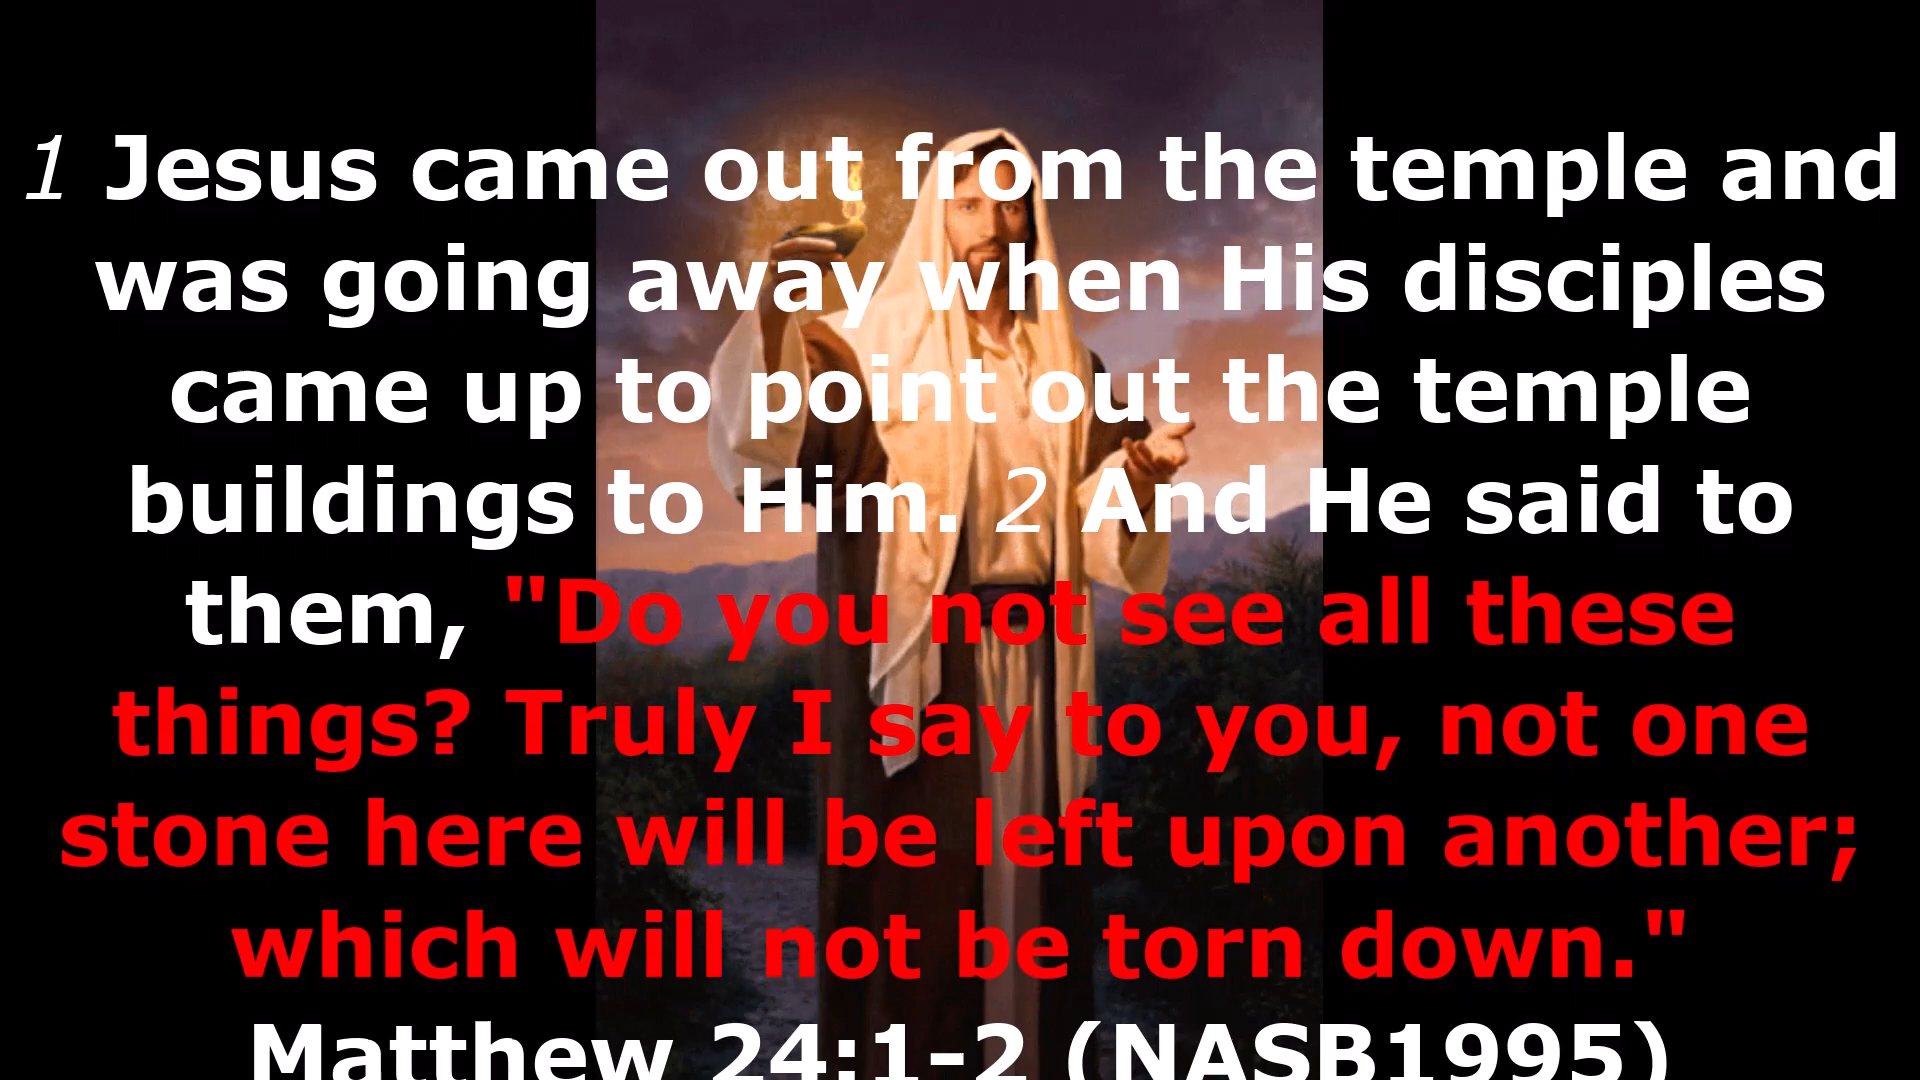 1 Jesus came out from the temple and
was going away when His disciples
came up to point out the temple
buildings to Him. 2 And He said to
them, "Do you not see all these
things? Truly I say to you, not one
stone here will be left upon another;
which will not be torn down."
Matthew 24:1-2 (NASB1995)